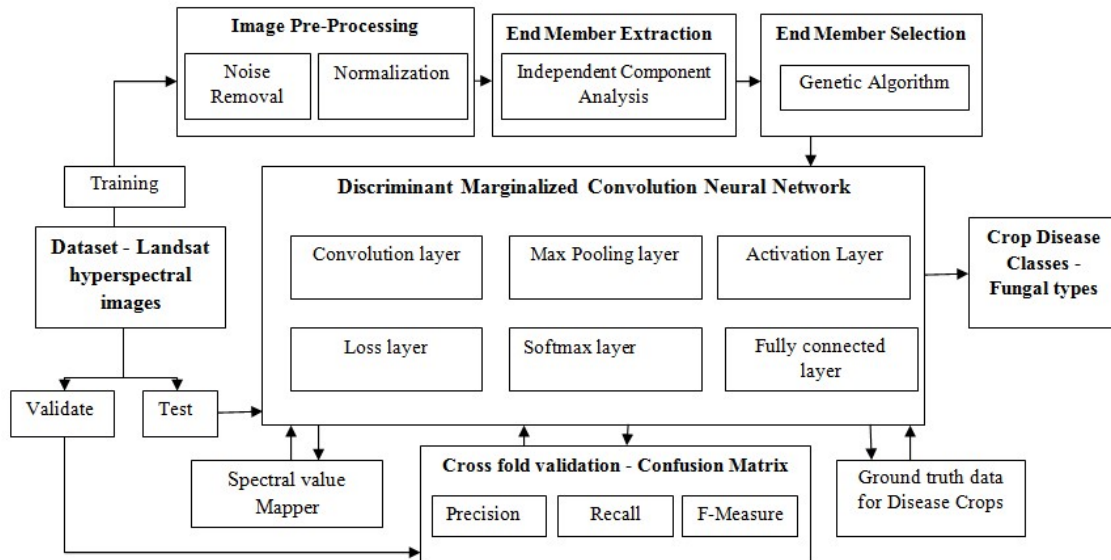 Image Pre-Processing
Noise
Removal
Normalization
End Member Extraction
Independent Component
Analysis
End Member Selection
Genetic Algorithm
Training
Dataset - Landsat
hyperspectral
images
Validate
Test
Discriminant Marginalized Convolution Neural Network
Convolution layer
Max Pooling layer
Activation Layer
Loss layer
Softmax layer
Fully connected
layer
Crop Disease
Classes -
Fungal types
Spectral value
Mapper
Cross fold validation - Confusion Matrix
Precision
Recall
F-Measure
Ground truth data
for Disease Crops